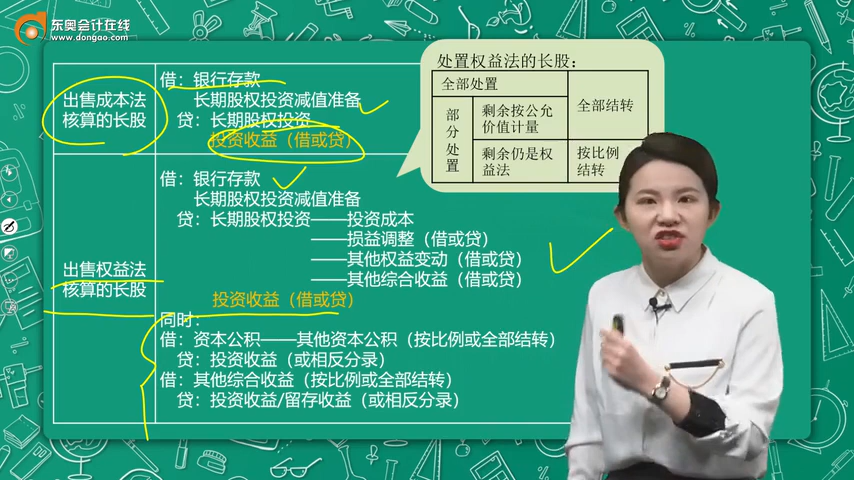 东奥会计在线
www.dongao.com
出售成本法
核算的长股
借：银行存款
长期股权投资减值准备
贷：长期股权投资
投资收益（借或贷）
处置权益法的长股：
全部处置
全部结转
部分处置
剩余按公允
价值计量
剩余仍是权
益法
按比例
结转
出售权益法
核算的长股
借：银行存款
长期股权投资减值准备
贷：长期股权投资——投资成本
——损益调整（借或贷）
——其他权益变动（借或贷）
——其他综合收益（借或贷）
投资收益（借或贷）
同时：
借：资本公积——其他资本公积（按比例或全部结转）
贷：投资收益（或相反分录）
借：其他综合收益（按比例或全部结转）
贷：投资收益/留存收益（或相反分录）